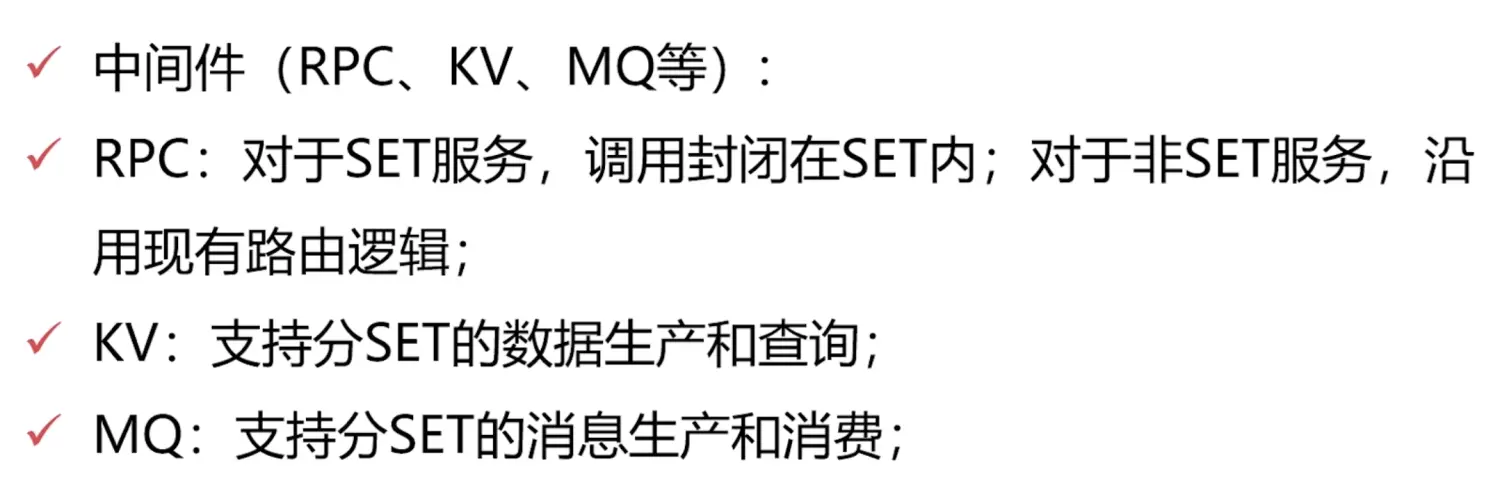 ✓ 中间件（RPC、KV、MQ等）:
✓ RPC：对于SET服务，调用封闭在SET内；对于非SET服务，沿
用现有路由逻辑；
✓ KV：支持分SET的数据生产和查询；
✓ MQ：支持分SET的消息生产和消费；